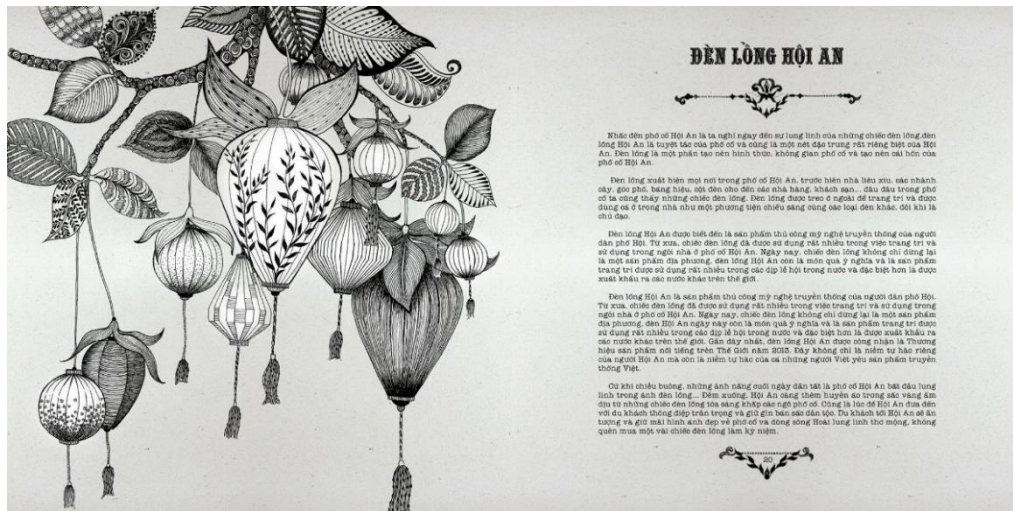 ĐÈN LỒNG HỘI AN
Nhắc đến phố cổ Hội An là ta nghĩ ngay đến sự lung linh của những chiếc đèn lồng,đèn
lồng Hội An là tuyệt tác của phố cổ và cũng là một nét đặc trưng rất riêng biệt của Hội
An. Đèn lồng là một phần tạo nên hình thức, không gian phố cổ và tạo nên cái hồn của
phố cổ Hội An.
Đèn lồng xuất hiện mọi nơi trong phố cổ Hội An, trước hiên nhà liêu xiu, các nhánh
cây, góc phố, bảng hiệu, cột đèn cho đến các nhà hàng, khách sạn... đâu đâu trong phố
cổ ta cũng thấy những chiếc đèn lồng. Đèn lồng được treo ở ngoài để trang trí và được
dùng cả ở trong nhà như một phương tiện chiếu sáng cùng các loại đèn khác, đôi khi là
chủ đạo.
Đèn lồng Hội An được biết đến là sản phẩm thủ công mỹ nghệ truyền thống của người
dân phố Hội. Từ xưa, chiếc đèn lồng đã được sử dụng rất nhiều trong việc trang trí và
sử dụng trong ngôi nhà ở phố cổ Hội An. Ngày nay, chiếc đèn lồng không chỉ dừng lại
là một sản phẩm địa phương, đèn lồng Hội An còn là món quà ý nghĩa và là sản phẩm
trang trí được sử dụng rất nhiều trong các dịp lễ hội trong nước và đặc biệt hơn là được
xuất khẩu ra các nước khác trên thế giới.
Đèn lồng Hội An là sản phẩm thủ công mỹ nghệ truyền thống của người dân phố Hội.
Từ xưa, chiếc đèn lồng đã được sử dụng rất nhiều trong việc trang trí và sử dụng trong
ngôi nhà ở phố cổ Hội An. Ngày nay, chiếc đèn lồng không chỉ dừng lại là một sản phẩm
địa phương, đèn Hội An ngày nay còn là món quà ý nghĩa và là sản phẩm trang trí được
sử dụng rất nhiều trong các dịp lễ hội trong nước và đặc biệt hơn là được xuất khẩu ra
các nước khác trên thế giới. Gần đây nhất, đèn lồng Hội An được công nhận là Thương
hiệu sản phẩm nổi tiếng trên Thế Giới năm 2013. Đây không chỉ là niềm tự hào riêng
của người Hội An mà còn là niềm tự hào của cả những người Việt yêu sản phẩm truyền
thống Việt.
Cứ khi chiều buông, những ánh nắng cuối ngày dần tắt là phố cổ Hội An bắt đầu lung
linh trong ánh đèn lồng... Đêm xuống, Hội An càng thêm huyền ảo trong sắc vàng ấm
dịu từ những chiếc đèn lồng tỏa sáng khắp các ngõ phố cổ. Cũng là lúc để Hội An đưa đến
với du khách thông điệp trân trọng và giữ gìn bản sắc dân tộc. Du khách tới Hội An sẽ ấn
tượng và giữ mãi hình ảnh đẹp về phố cổ và dòng sông Hoài lung linh thơ mộng, không
quên mua một vài chiếc đèn lồng làm kỷ niệm.
20